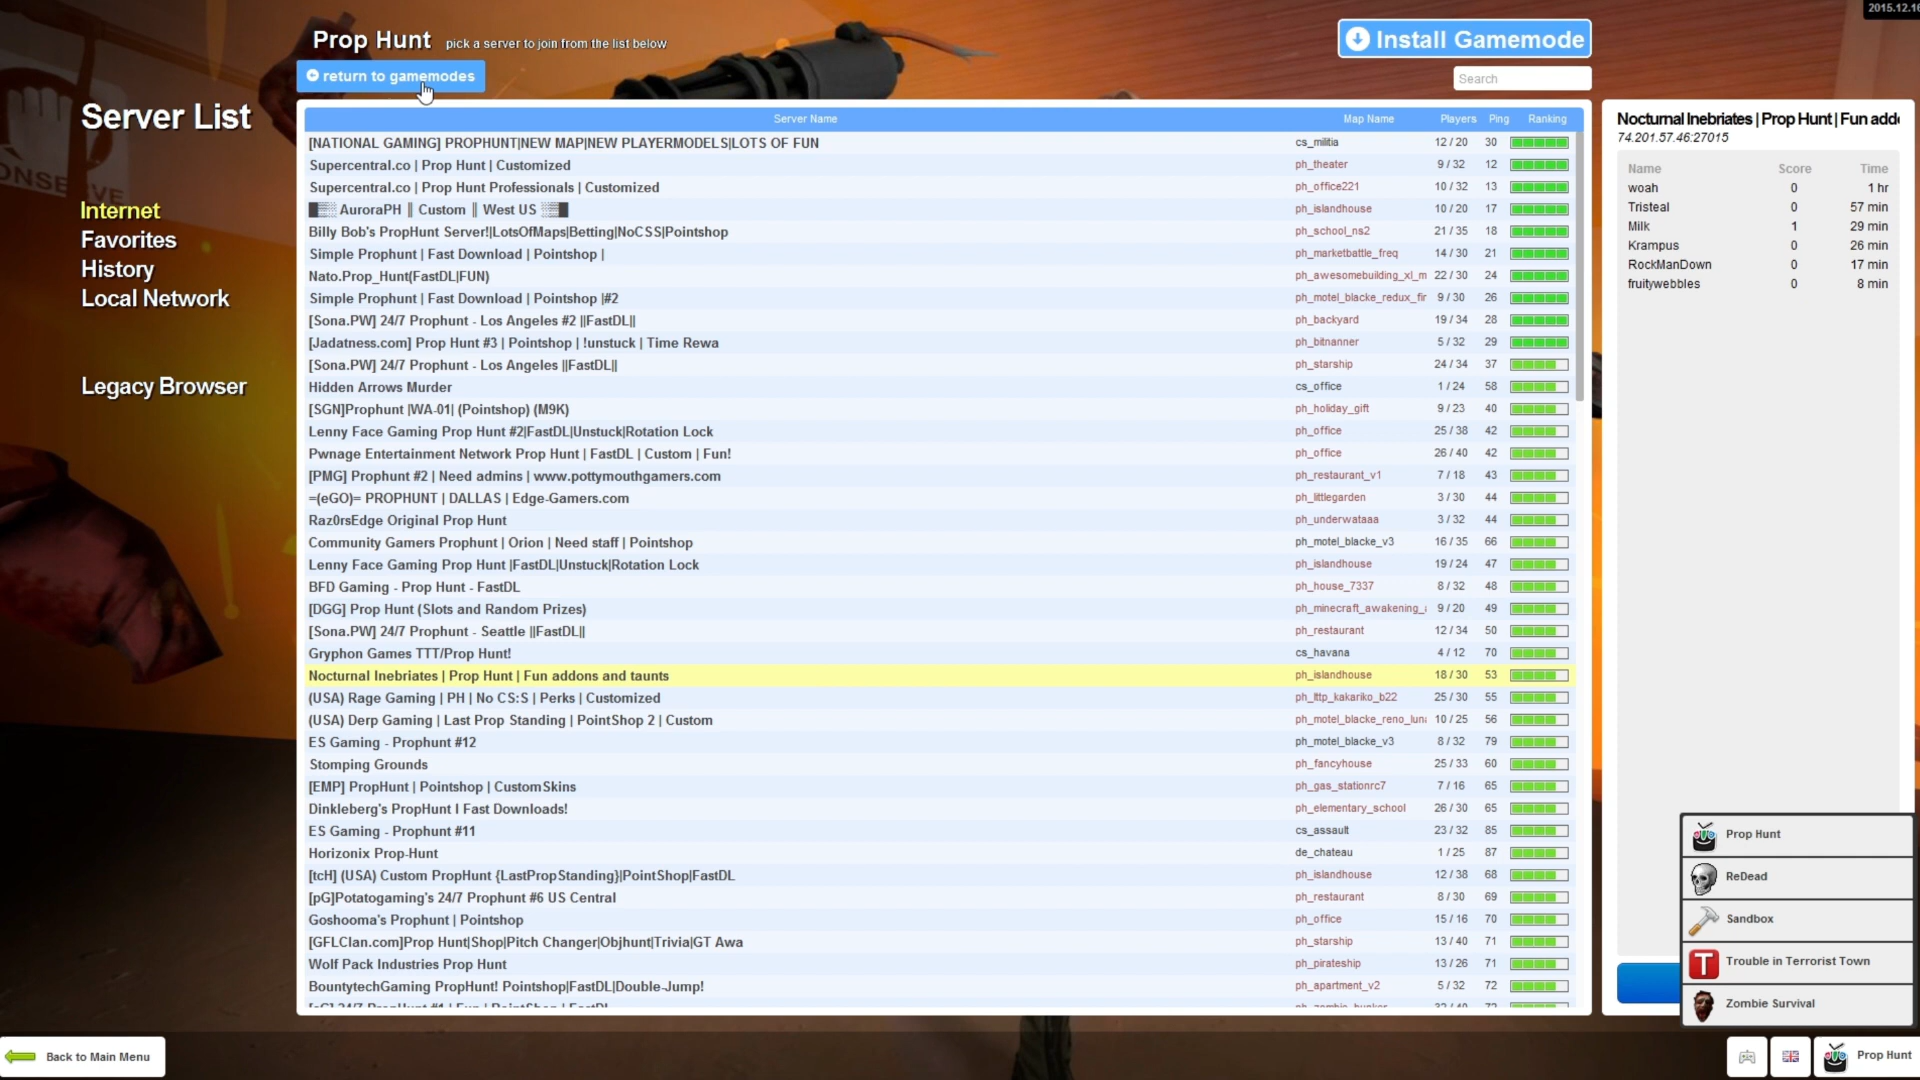 2015.12.16
Prop Hunt pick a server to join from the list below
Install Gamemode
return to gamemodes
Search
Server List
Internet
Favorites
History
Local Network
Legacy Browser
Server Name Map Name Players Ping Ranking
[NATIONAL GAMING] PROPHUNT|NEW MAP|NEW PLAYERMODELS|LOTS OF FUN cs_militia 12 / 20 30
Supercentral.co | Prop Hunt | Customized ph_theater 9 / 32 12
Supercentral.co | Prop Hunt Professionals | Customized ph_office221 10 / 32 13
█▓▒░ AuroraPH ║ Custom ║ West US ░▒▓█ ph_islandhouse 10 / 20 17
Billy Bob's PropHunt Server!|LotsOfMaps|Betting|NoCSS|Pointshop ph_school_ns2 21 / 35 18
Simple Prophunt | Fast Download | Pointshop | ph_marketbattle_freq 14 / 30 21
Nato.Prop_Hunt(FastDL|FUN) ph_awesomebuilding_xl_m 22 / 30 24
Simple Prophunt | Fast Download | Pointshop |#2 ph_motel_blacke_redux_fir 9 / 30 26
[Sona.PW] 24/7 Prophunt - Los Angeles #2 ||FastDL|| ph_backyard 19 / 34 28
[Jadatness.com] Prop Hunt #3 | Pointshop | !unstuck | Time Rewa ph_bitnanner 5 / 32 29
[Sona.PW] 24/7 Prophunt - Los Angeles ||FastDL|| ph_starship 24 / 34 37
Hidden Arrows Murder cs_office 1 / 24 58
[SGN]Prophunt |WA-01| (Pointshop) (M9K) ph_holiday_gift 9 / 23 40
Lenny Face Gaming Prop Hunt #2|FastDL|Unstuck|Rotation Lock ph_office 25 / 38 42
Pwnage Entertainment Network Prop Hunt | FastDL | Custom | Fun! ph_office 26 / 40 42
[PMG] Prophunt #2 | Need admins | www.pottymouthgamers.com ph_restaurant_v1 7 / 18 43
=(eGO)= PROPHUNT | DALLAS | Edge-Gamers.com ph_littlegarden 3 / 30 44
Raz0rsEdge Original Prop Hunt ph_underwataaa 3 / 32 44
Community Gamers Prophunt | Orion | Need staff | Pointshop ph_motel_blacke_v3 16 / 35 66
Lenny Face Gaming Prop Hunt |FastDL|Unstuck|Rotation Lock ph_islandhouse 19 / 24 47
BFD Gaming - Prop Hunt - FastDL ph_house_7337 8 / 32 48
[DGG] Prop Hunt (Slots and Random Prizes) ph_minecraft_awakening_ 9 / 20 49
[Sona.PW] 24/7 Prophunt - Seattle ||FastDL|| ph_restaurant 12 / 34 50
Gryphon Games TTT/Prop Hunt! cs_havana 4 / 12 70
Nocturnal Inebriates | Prop Hunt | Fun addons and taunts ph_islandhouse 18 / 30 53
(USA) Rage Gaming | PH | No CS:S | Perks | Customized ph_lttp_kakariko_b22 25 / 30 55
(USA) Derp Gaming | Last Prop Standing | PointShop 2 | Custom ph_motel_blacke_reno_luna 10 / 25 56
ES Gaming - Prophunt #12 ph_motel_blacke_v3 8 / 32 79
Stomping Grounds ph_fancyhouse 25 / 33 60
[EMP] PropHunt | Pointshop | CustomSkins ph_gas_stationrc7 7 / 16 65
Dinkleberg's PropHunt I Fast Downloads! ph_elementary_school 26 / 30 65
ES Gaming - Prophunt #11 cs_assault 23 / 32 85
Horizonix Prop-Hunt de_chateau 1 / 25 87
[tcH] (USA) Custom PropHunt {LastPropStanding}|PointShop|FastDL ph_islandhouse 12 / 38 68
[pG]Potatogaming's 24/7 Prophunt #6 US Central ph_restaurant 8 / 30 69
Goshooma's Prophunt | Pointshop ph_office 15 / 16 70
[GFLClan.com]Prop Hunt|Shop|Pitch Changer|Objhunt|Trivia|GT Awa ph_starship 13 / 40 71
Wolf Pack Industries Prop Hunt ph_pirateship 13 / 26 71
BountytechGaming PropHunt! Pointshop|FastDL|Double-Jump! ph_apartment_v2 5 / 32 72
Nocturnal Inebriates | Prop Hunt | Fun add
74.201.57.46:27015
Name Score Time
woah 0 1 hr
Tristeal 0 57 min
Milk 1 29 min
Krampus 0 26 min
RockManDown 0 17 min
fruitywebbles 0 8 min
Prop Hunt
ReDead
Sandbox
Trouble in Terrorist Town
Zombie Survival
Back to Main Menu
Prop Hunt